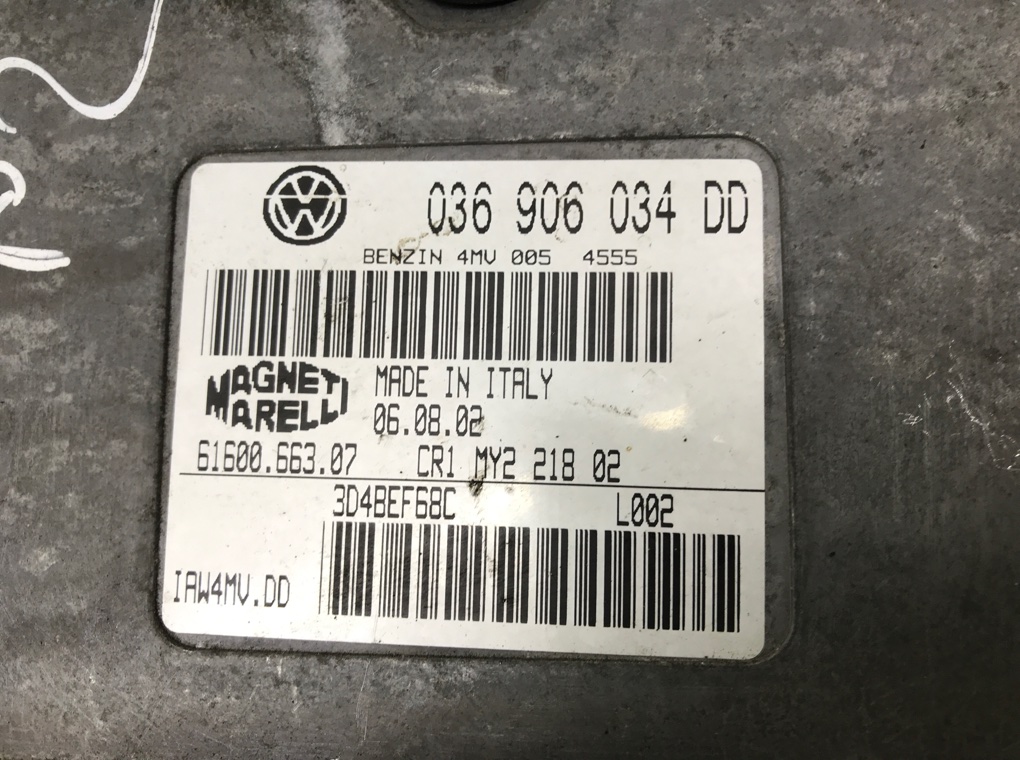 036 906 034 DD
BENZIN 4MV 005 4555
MAGNETI
MARELLI
MADE IN ITALY
06.08.02
61600.663.07 CR1 MY2 218 02
3D4BEF68C L002
IAW4MV.DD